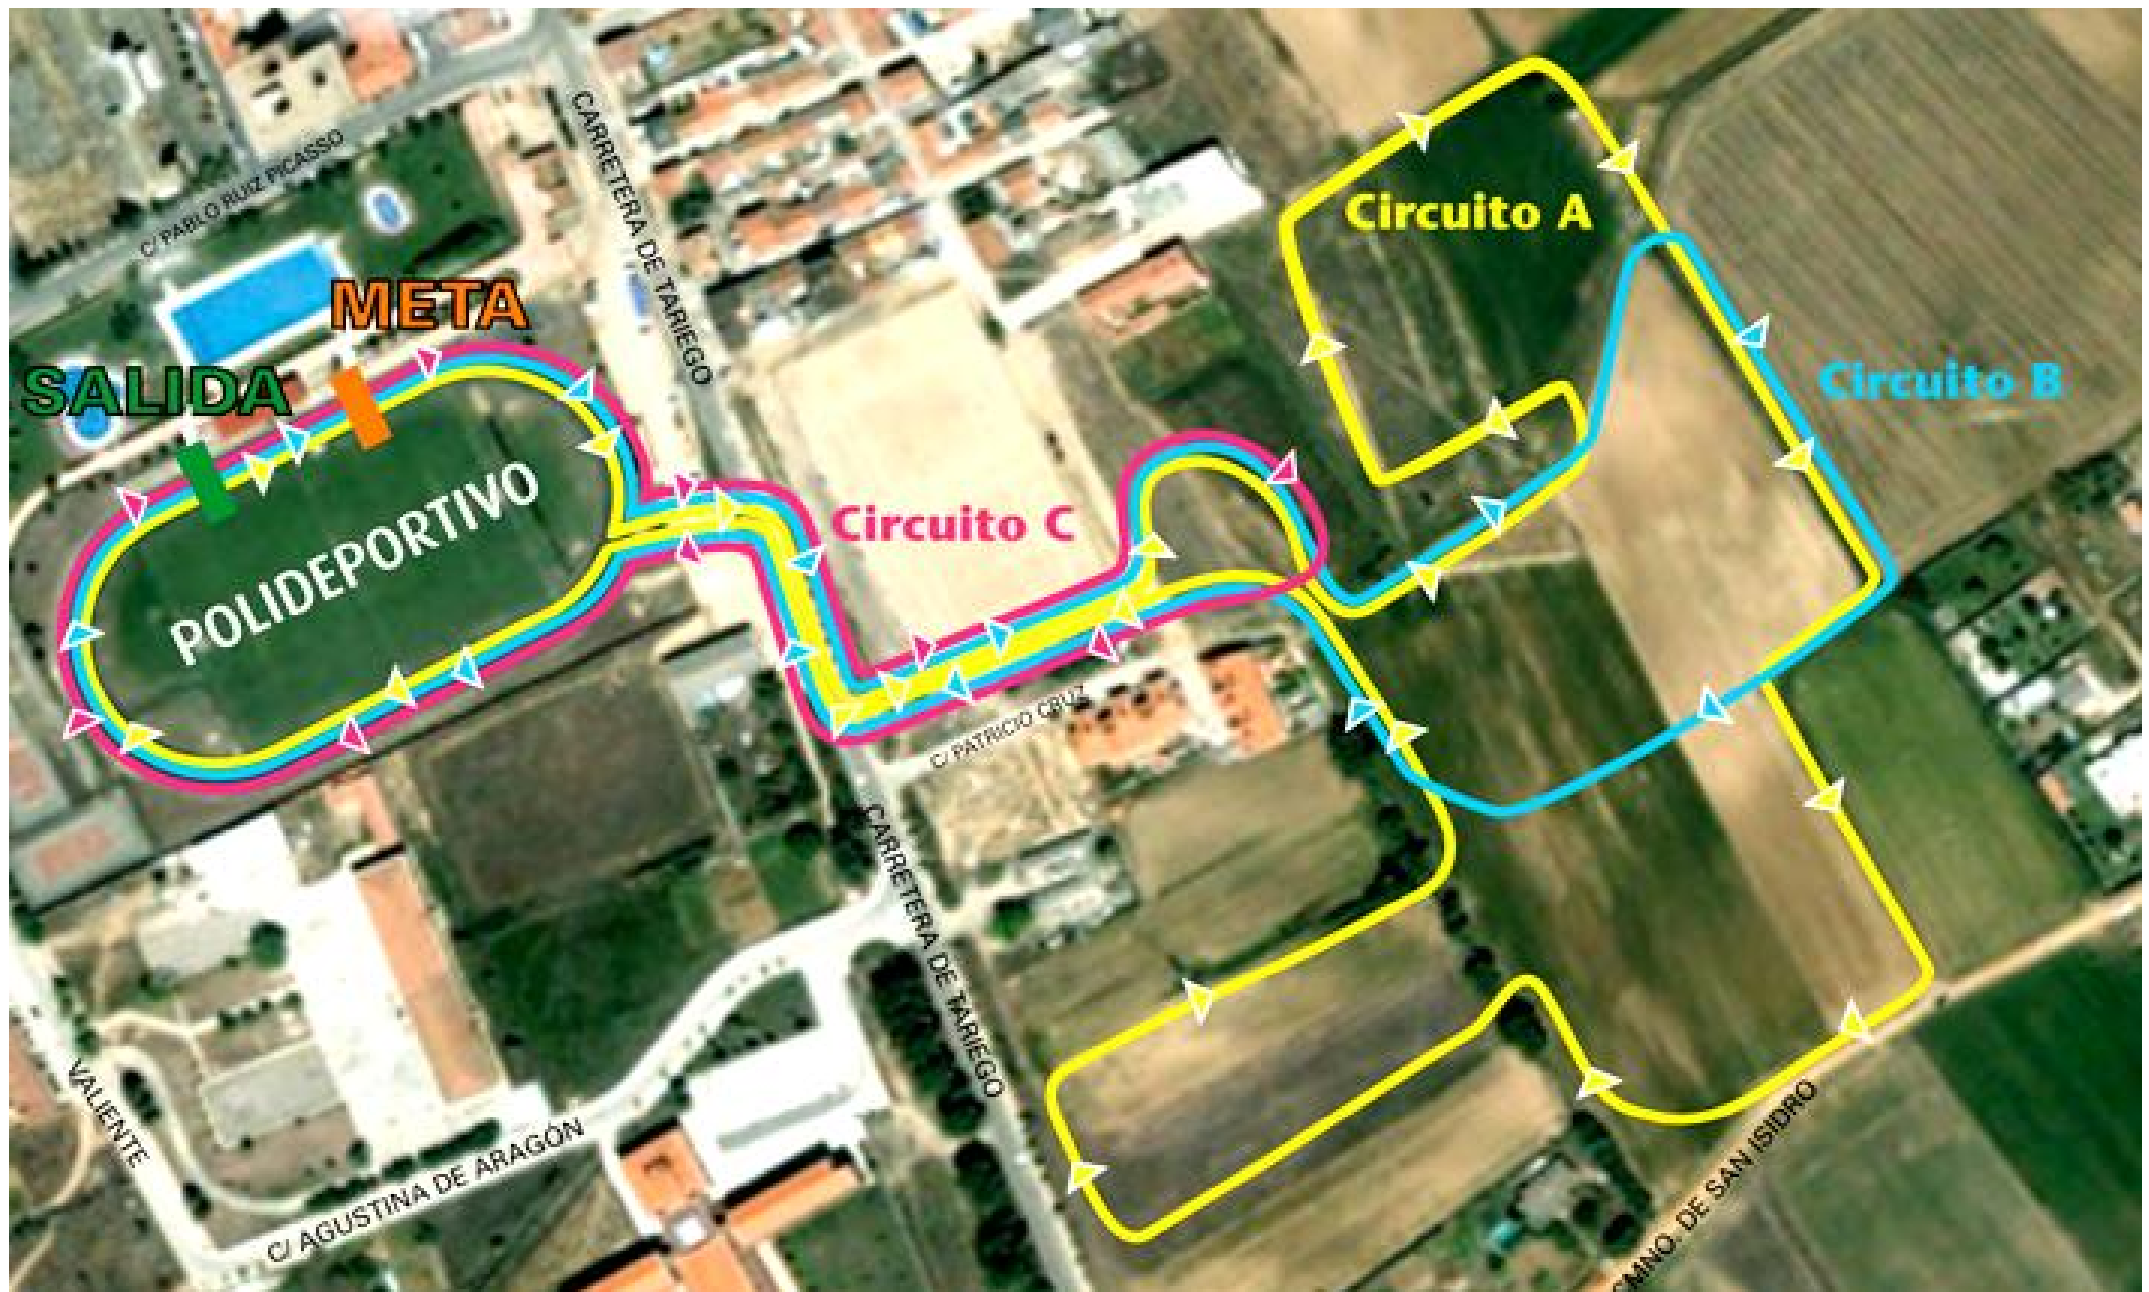 C/ PABLO RUIZ PICASSO
CARRETERA DE TARIEGO
Circuito A
META
SALIDA
Circuito B
POLIDEPORTIVO
Circuito C
C/ PATRICIO CRUZ
CARRETERA DE TARIEGO
VALIENTE
C/ AGUSTINA DE ARAGÓN
CMNO. DE SAN ISIDRO